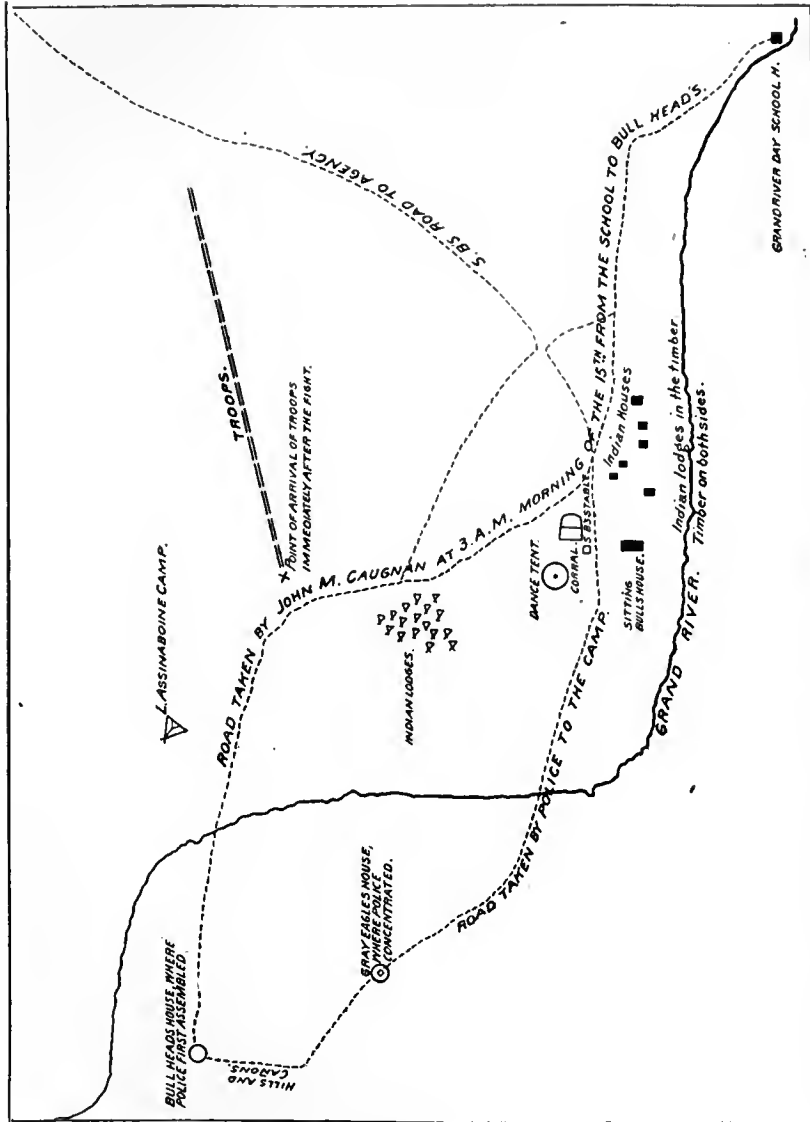 BULL HEADS HOUSE, WHERE
POLICE FIRST ASSEMBLED.
HILLS AND
CAÑONS.
GRAY EAGLES HOUSE,
WHERE POLICE
CONCENTRATED.
ROAD TAKEN BY POLICE TO THE CAMP.
L. ASSINABOINE CAMP.
ROAD TAKEN BY JOHN M. CAUGNAN AT 3 A.M. MORNING OF THE 15TH FROM THE SCHOOL TO BULL HEAD'S.
INDIAN LODGES.
TROOPS.
POINT OF ARRIVAL OF TROOPS
IMMEDIATELY AFTER THE FIGHT.
S.B'S ROAD TO AGENCY.
DANCE TENT.
CORRAL.
S.B'S STABLE
SITTING
BULLS HOUSE.
Indian Houses
GRAND RIVER.
Indian lodges in the timber
Timber on both sides.
GRAND RIVER DAY SCHOOL H.